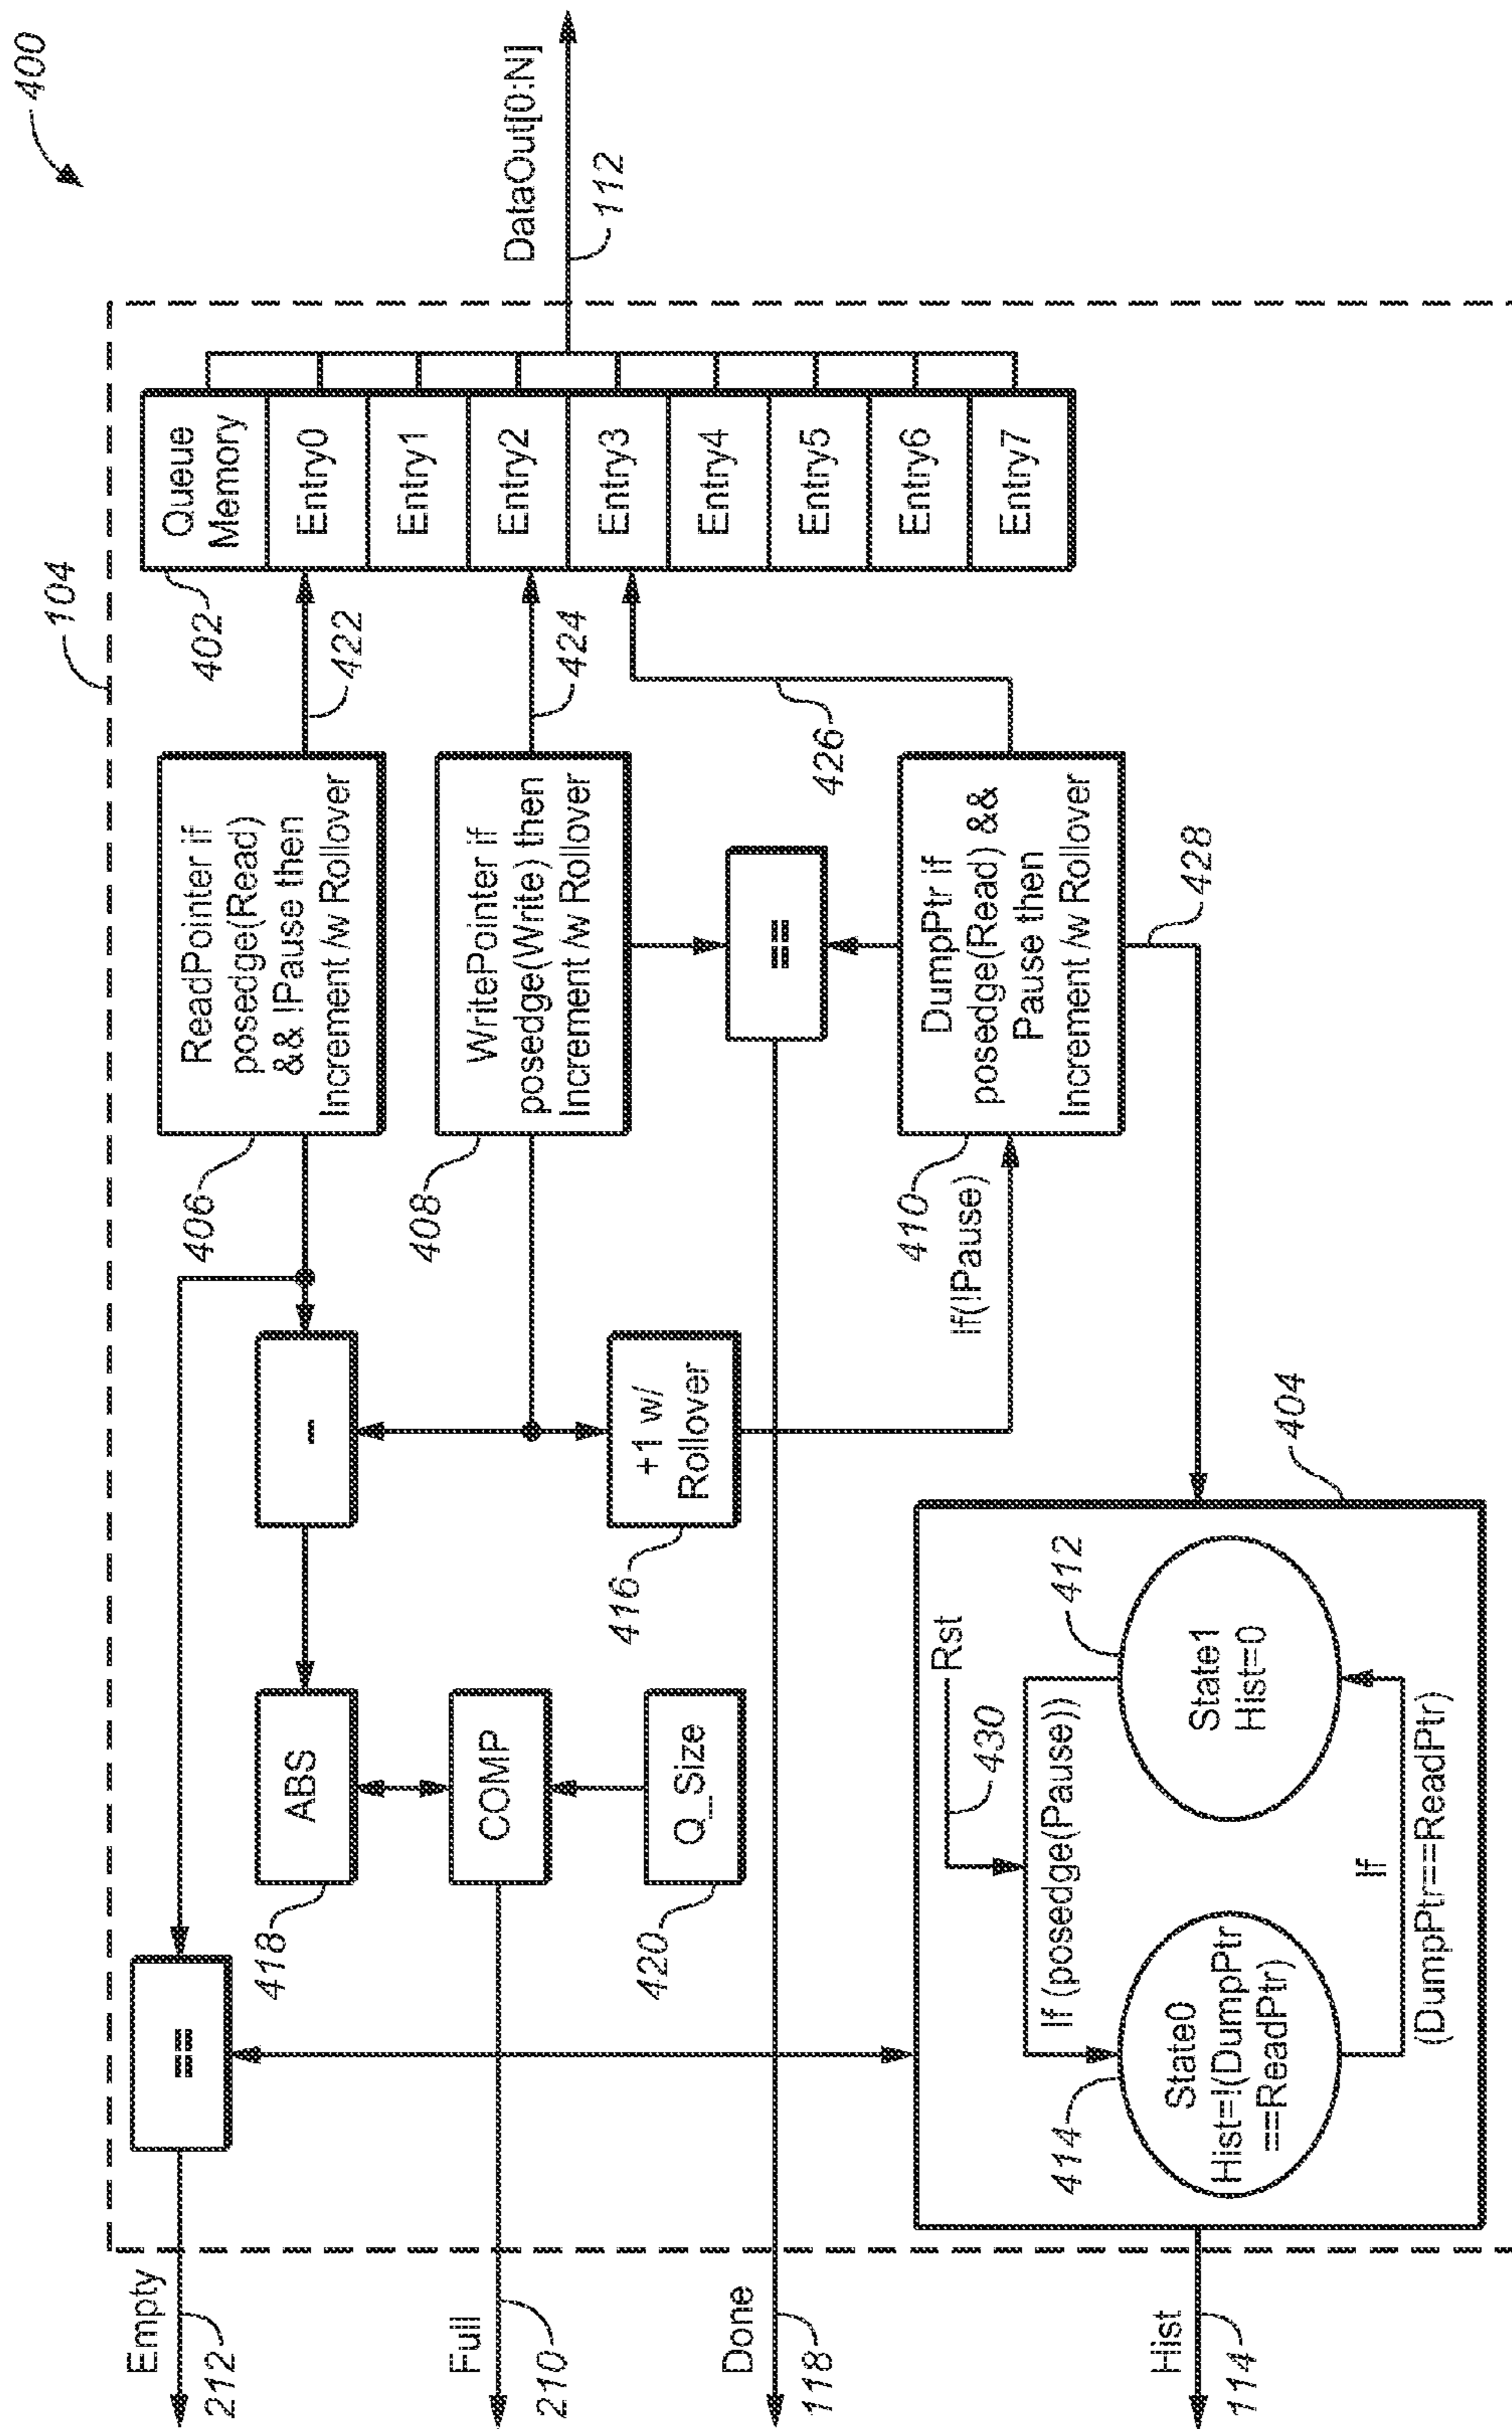 400
104
Empty
212
Full
210
Done
118
Hist
114
==
418
ABS
COMP
Q_Size
420
-
+1 w/
Rollover
416
406
ReadPointer if
posedge(Read)
&& !Pause then
Increment /w Rollover
408
WritePointer if
posedge(Write) then
Increment /w Rollover
==
410
If(!Pause)
DumpPtr if
posedge(Read) &&
Pause then
Increment /w Rollover
428
422
424
426
402
Queue
Memory
Entry0
Entry1
Entry2
Entry3
Entry4
Entry5
Entry6
Entry7
DataOut[0:N]
112
404
Rst
430
If (posedge(Pause))
414
State0
Hist=!(DumpPtr
==ReadPtr)
412
State1
Hist=0
If
(DumpPtr==ReadPtr)